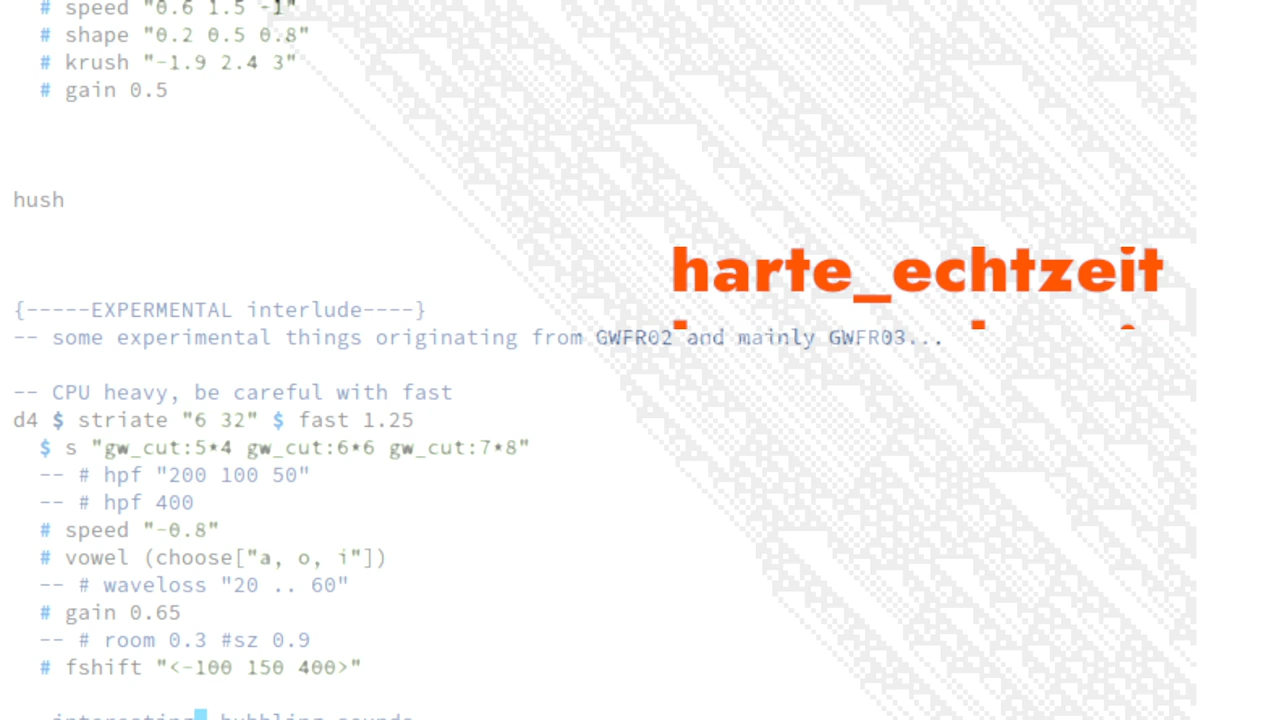 # speed "0.6 1.5 -1"
# shape "0.2 0.5 0.8"
# krush "-1.9 2.4 3"
# gain 0.5
hush
harte_echtzeit
{-----EXPERMENTAL interlude----}
-- some experimental things originating from GWFR02 and mainly GWFR03...
-- CPU heavy, be careful with fast
d4 $ striate "6 32" $ fast 1.25
$ s "gw_cut:5*4 gw_cut:6*6 gw_cut:7*8"
-- # hpf "200 100 50"
-- # hpf 400
# speed "-0.8"
# vowel (choose["a, o, i"])
-- # waveloss "20 .. 60"
# gain 0.65
-- # room 0.3 #sz 0.9
# fshift "<-100 150 400>"
interesting bubbling sounds